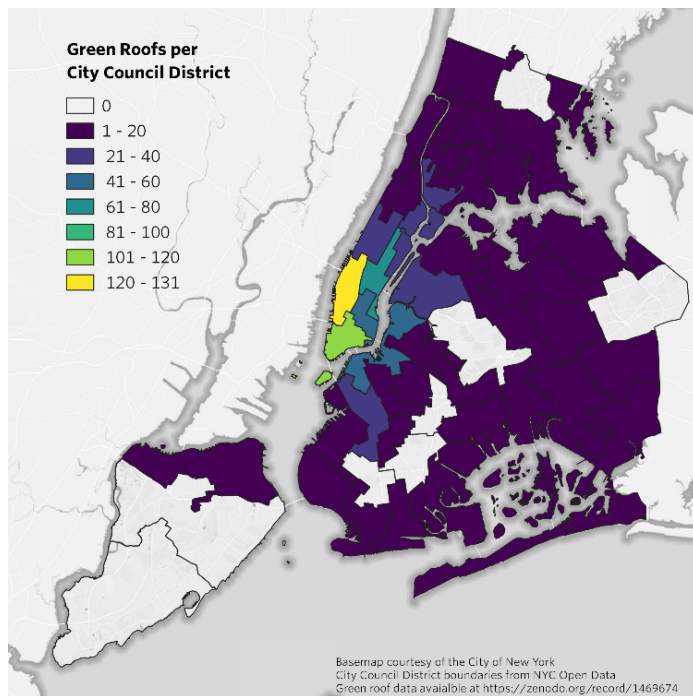 Green Roofs per
City Council District
0
1 - 20
21 - 40
41 - 60
61 - 80
81 - 100
101 - 120
120 - 131
Basemap courtesy of the City of New York
City Council District boundaries from NYC Open Data
Green roof data avaialble at https://zenodo.org/record/1469674